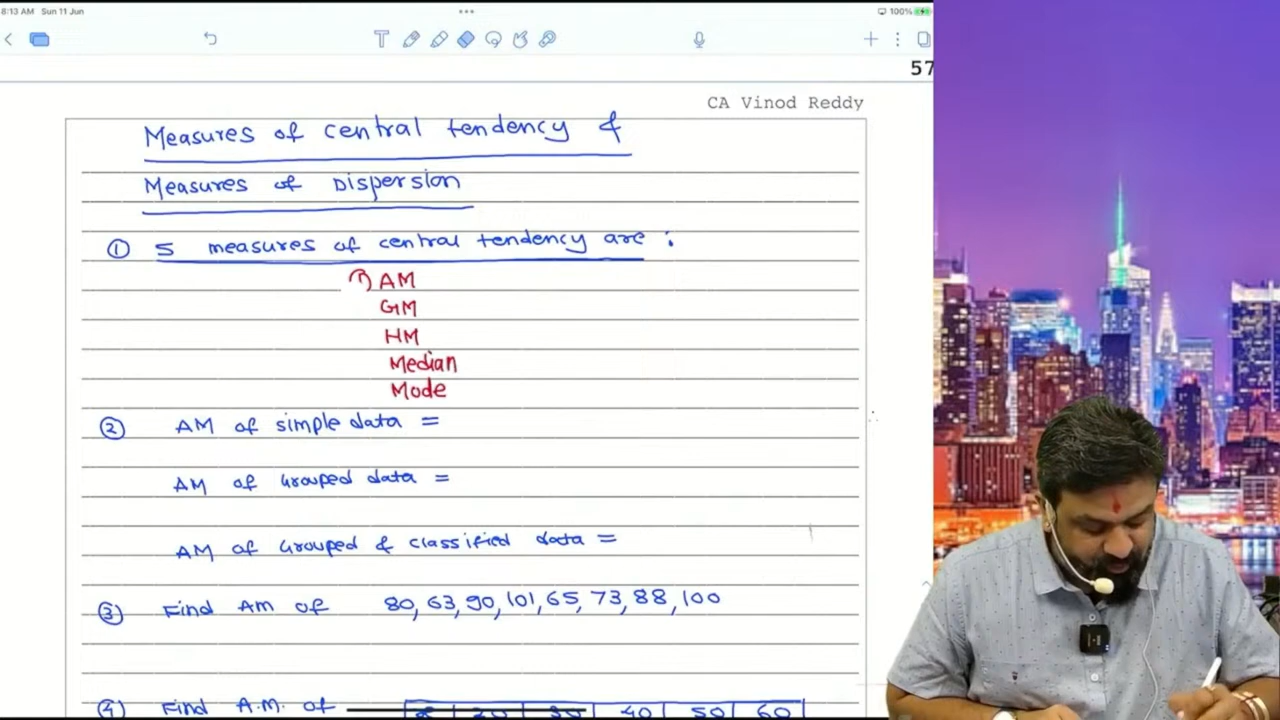 8:13 AM Sun 11 Jun
100%
T
57
CA Vinod Reddy
Measures of central tendency &
Measures of Dispersion
① 5 measures of central tendency are :
1) AM
GM
HM
Median
Mode
② AM of simple data =
AM of Grouped data =
AM of Grouped & classified data =
③ Find AM of 80, 63, 90, 101, 65, 73, 88, 100
④ Find A.M. of x 20 30 40 50 60